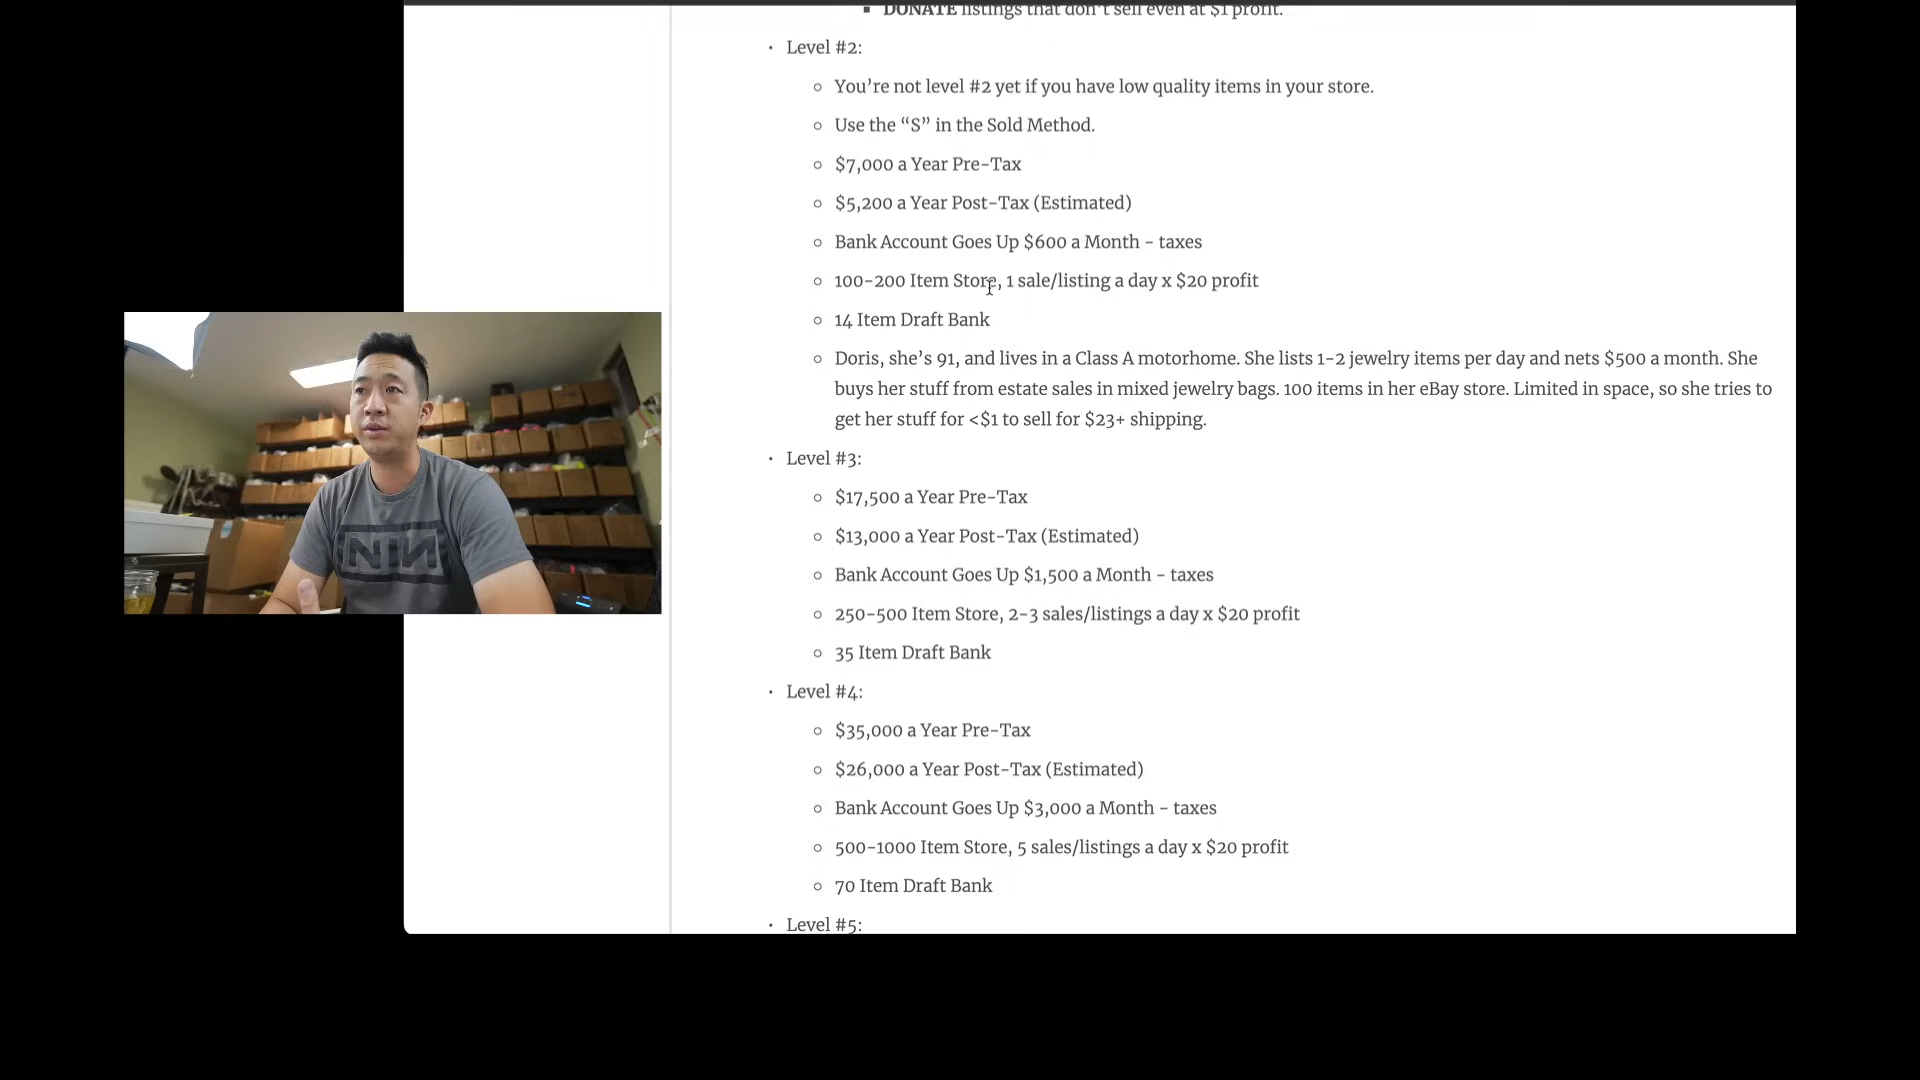 DONATE listings that don't sell even at $1 profit.
Level #2:
You're not level #2 yet if you have low quality items in your store.
Use the “S” in the Sold Method.
$7,000 a Year Pre-Tax
$5,200 a Year Post-Tax (Estimated)
Bank Account Goes Up $600 a Month - taxes
100-200 Item Store, 1 sale/listing a day x $20 profit
14 Item Draft Bank
Doris, she's 91, and lives in a Class A motorhome. She lists 1-2 jewelry items per day and nets $500 a month. She
buys her stuff from estate sales in mixed jewelry bags. 100 items in her eBay store. Limited in space, so she tries to
get her stuff for <$1 to sell for $23+ shipping.
Level #3:
$17,500 a Year Pre-Tax
$13,000 a Year Post-Tax (Estimated)
Bank Account Goes Up $1,500 a Month - taxes
250-500 Item Store, 2-3 sales/listings a day x $20 profit
35 Item Draft Bank
NIN
Level #4:
$35,000 a Year Pre-Tax
$26,000 a Year Post-Tax (Estimated)
Bank Account Goes Up $3,000 a Month - taxes
500-1000 Item Store, 5 sales/listings a day x $20 profit
70 Item Draft Bank
Level #5: